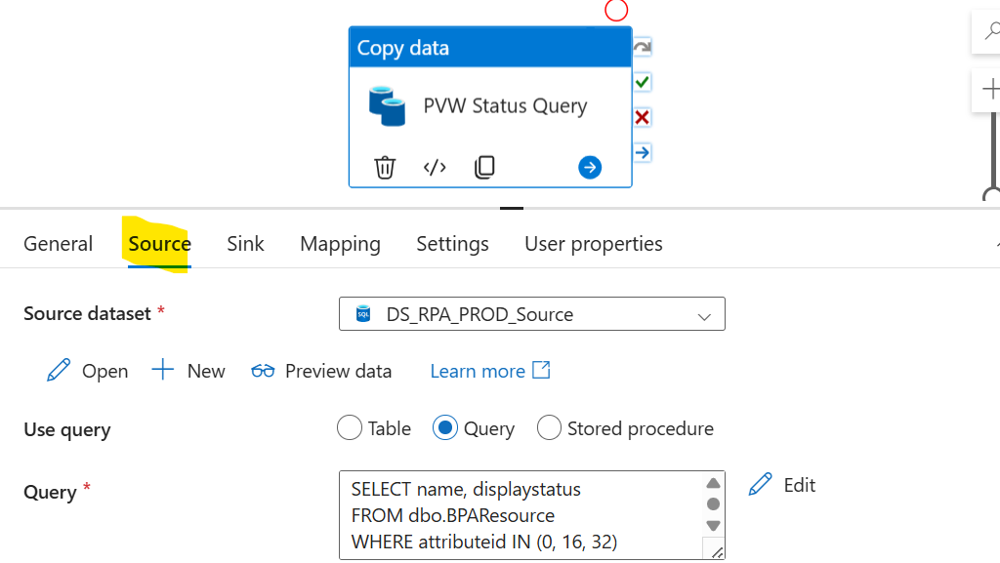 Copy data
PVW Status Query
General Source Sink Mapping Settings User properties
Source dataset *
SQL DS_RPA_PROD_Source
Open New Preview data Learn more
Use query
Table Query Stored procedure
Query *
SELECT name, displaystatus
FROM dbo.BPAResource
WHERE attributeid IN (0, 16, 32)
Edit